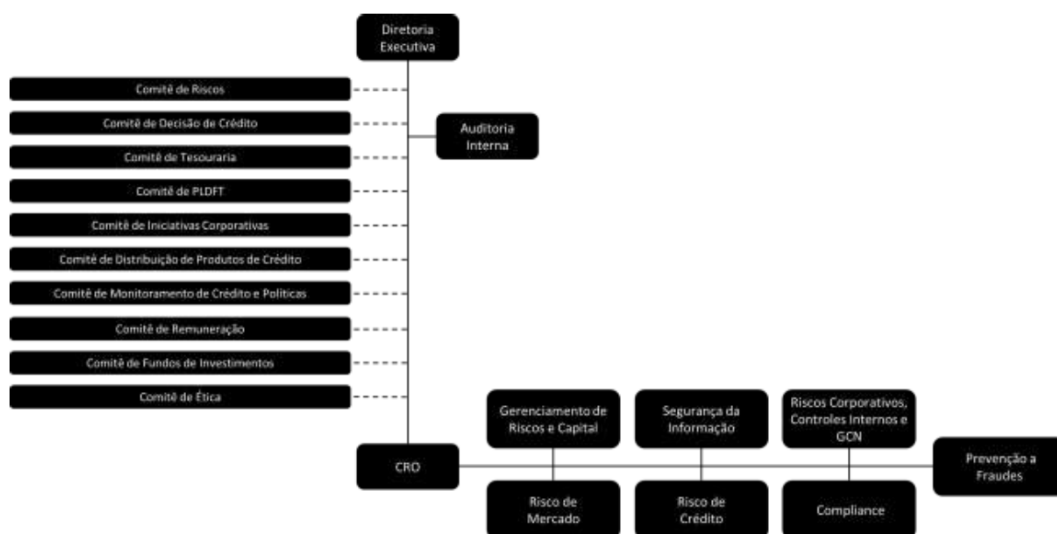 Diretoria
Executiva
Comitê de Riscos
Comitê de Decisão de Crédito
Auditoria
Interna
Comitê de Tesouraria
Comitê de PLDFT
Comitê de Iniciativas Corporativas
Comitê de Distribuição de Produtos de Crédito
Comitê de Monitoramento de Crédito e Políticas
Comitê de Remuneração
Comitê de Fundos de Investimentos
Comitê de Ética
Gerenciamento de
Riscos e Capital
Segurança da
Informação
Riscos Corporativos,
Controles Internos e
GCN
CRO
Prevenção a
Fraudes
Risco de
Mercado
Risco de
Crédito
Compliance